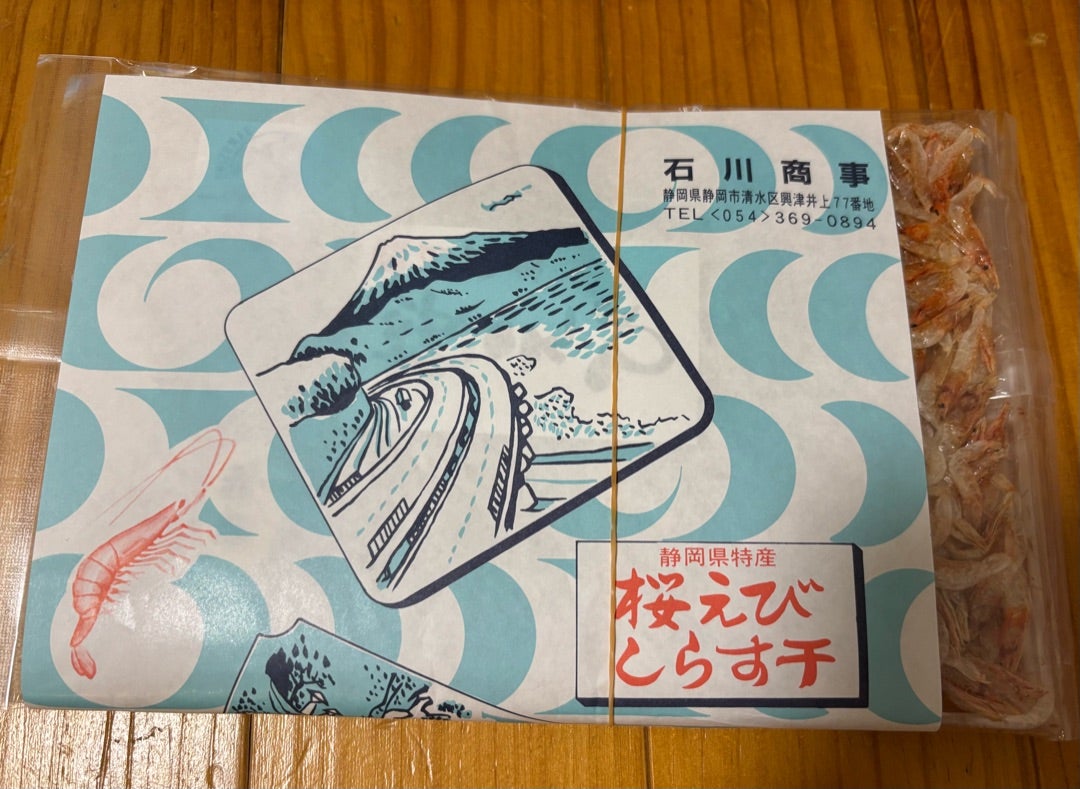 石川商事
静岡県静岡市清水区興津井上77番地
TEL<054>369-0894
静岡県特産
桜えび
しらす干